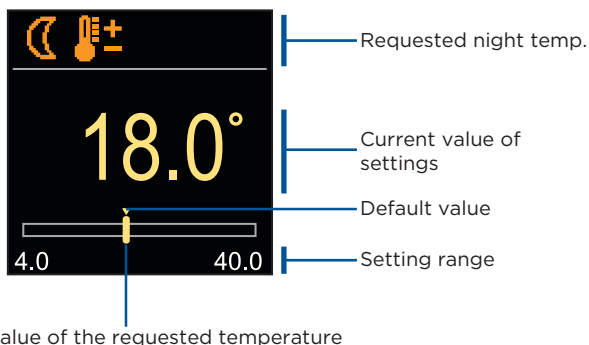 Requested night temp.
18.0°
Current value of
settings
Default value
4.0 40.0
Setting range
alue of the requested temperature